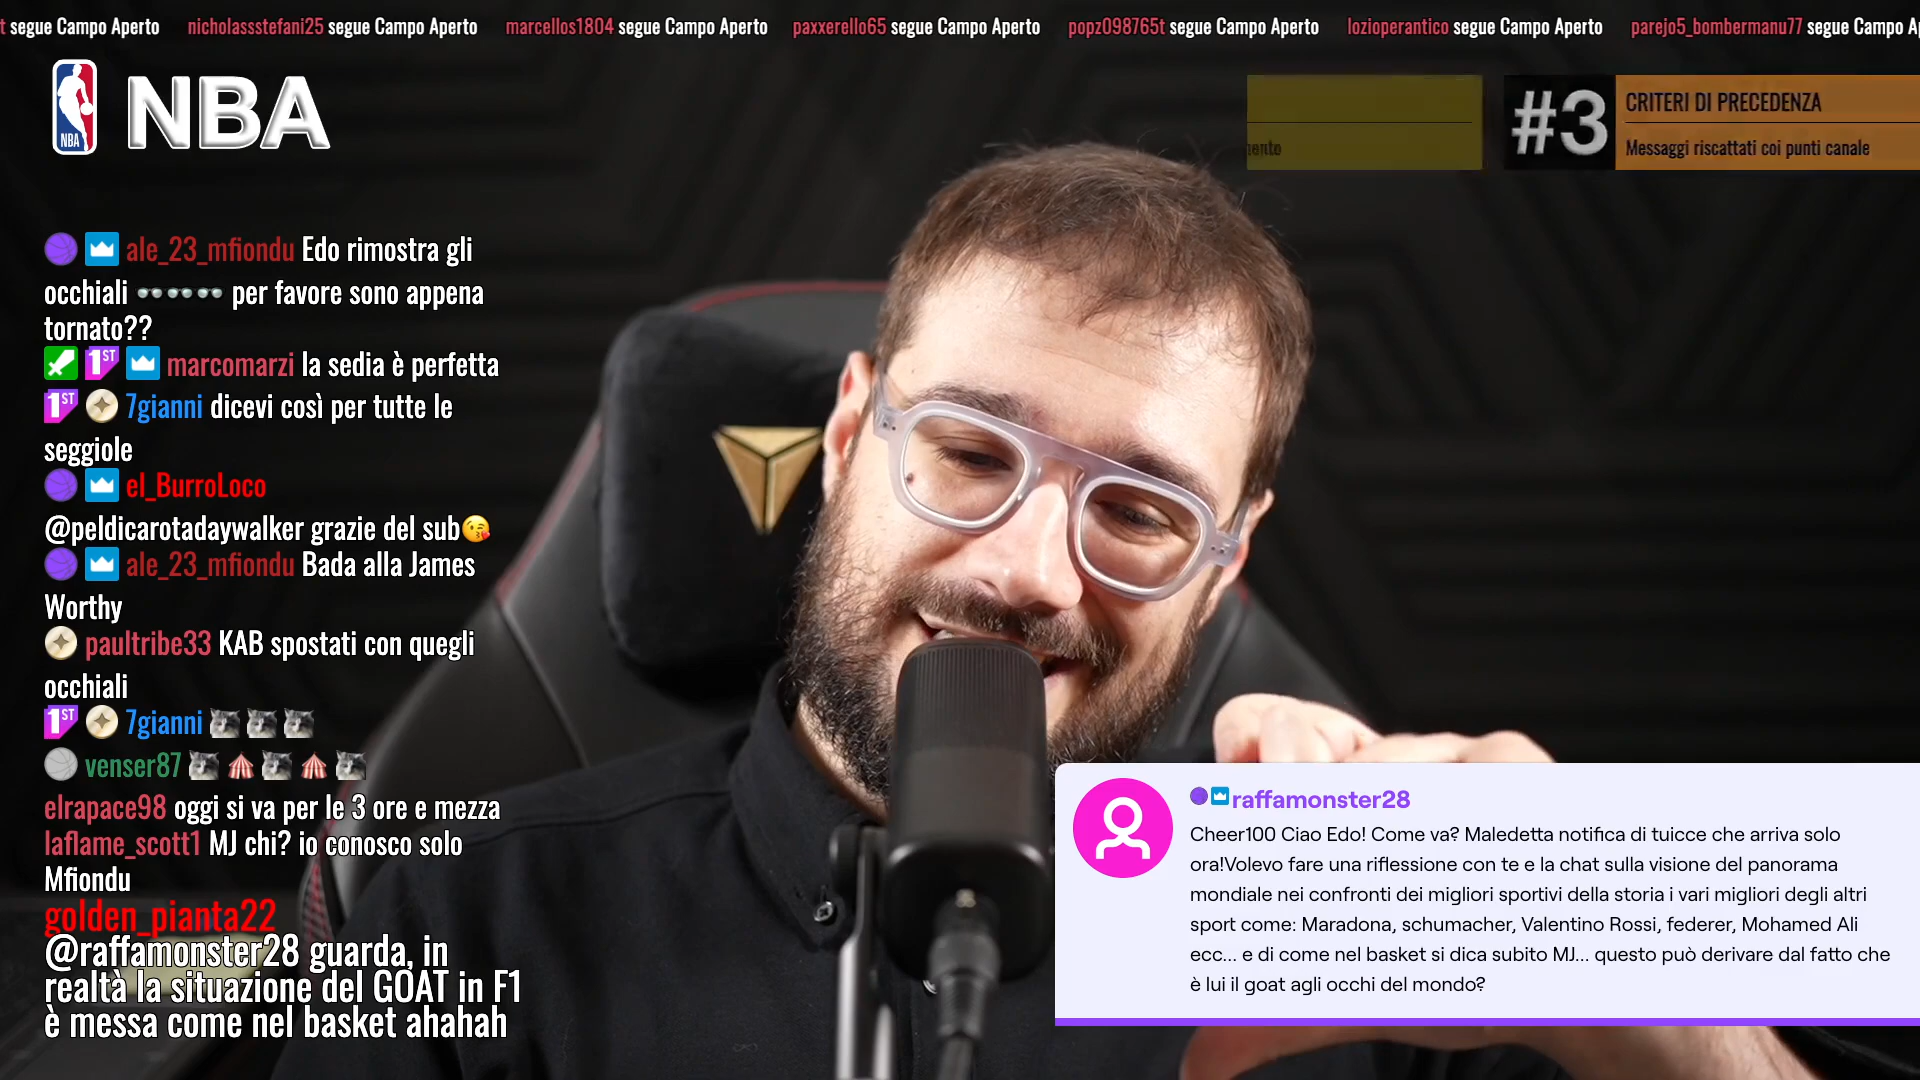 t segue Campo Aperto nicholassstefani25 segue Campo Aperto marcellos1804 segue Campo Aperto paxxerello65 segue Campo Aperto popz098765t segue Campo Aperto lozioperantico segue Campo Aperto parejo5_bombermanu77 segue Campo Ap
NBA NBA
#3 CRITERI DI PRECEDENZA
Messaggi riscattati coi punti canale
ale_23_mfiondu Edo rimostra gli
occhiali 👓👓👓👓 per favore sono appena
tornato??
1ST marcomarzi la sedia è perfetta
1ST 7gianni dicevi così per tutte le
seggiole
el_BurroLoco
@peldicarotadaywalker grazie del sub😘
ale_23_mfiondu Bada alla James
Worthy
paultribe33 KAB spostati con quegli
occhiali
1ST 7gianni
venser87 🎪 🎪
elrapace98 oggi si va per le 3 ore e mezza
laflame_scott1 MJ chi? io conosco solo
Mfiondu
golden_pianta22
@raffamonster28 guarda, in
realtà la situazione del GOAT in F1
è messa come nel basket ahahah
raffamonster28
Cheer100 Ciao Edo! Come va? Maledetta notifica di tuicce che arriva solo
ora!Volevo fare una riflessione con te e la chat sulla visione del panorama
mondiale nei confronti dei migliori sportivi della storia i vari migliori degli altri
sport come: Maradona, schumacher, Valentino Rossi, federer, Mohamed Ali
ecc... e di come nel basket si dica subito MJ... questo può derivare dal fatto che
è lui il goat agli occhi del mondo?